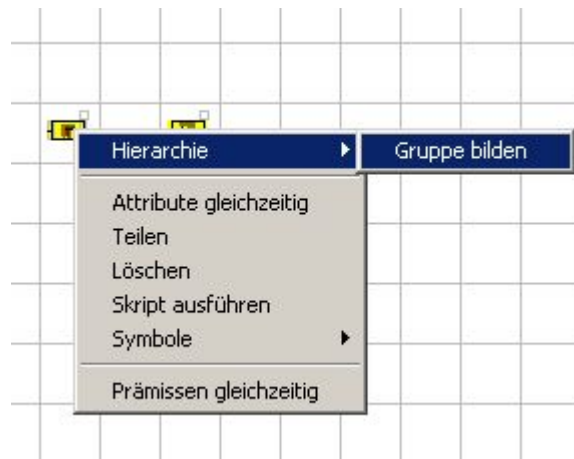 Hierarchie
Gruppe bilden
Attribute gleichzeitig
Teilen
Löschen
Skript ausführen
Symbole
Prämissen gleichzeitig